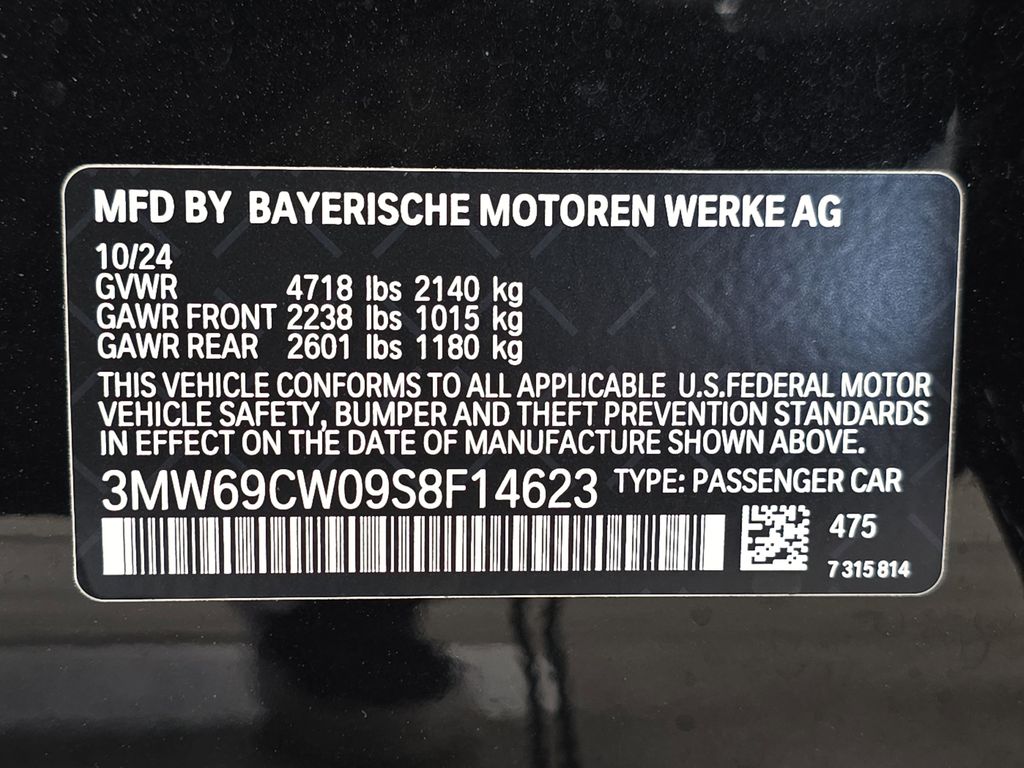 MFD BY BAYERISCHE MOTOREN WERKE AG
10/24
GVWR 4718 lbs 2140 kg
GAWR FRONT 2238 lbs 1015 kg
GAWR REAR 2601 lbs 1180 kg
THIS VEHICLE CONFORMS TO ALL APPLICABLE U.S.FEDERAL MOTOR
VEHICLE SAFETY, BUMPER AND THEFT PREVENTION STANDARDS
IN EFFECT ON THE DATE OF MANUFACTURE SHOWN ABOVE.
3MW69CW09S8F14623 TYPE: PASSENGER CAR
475
7 315 814